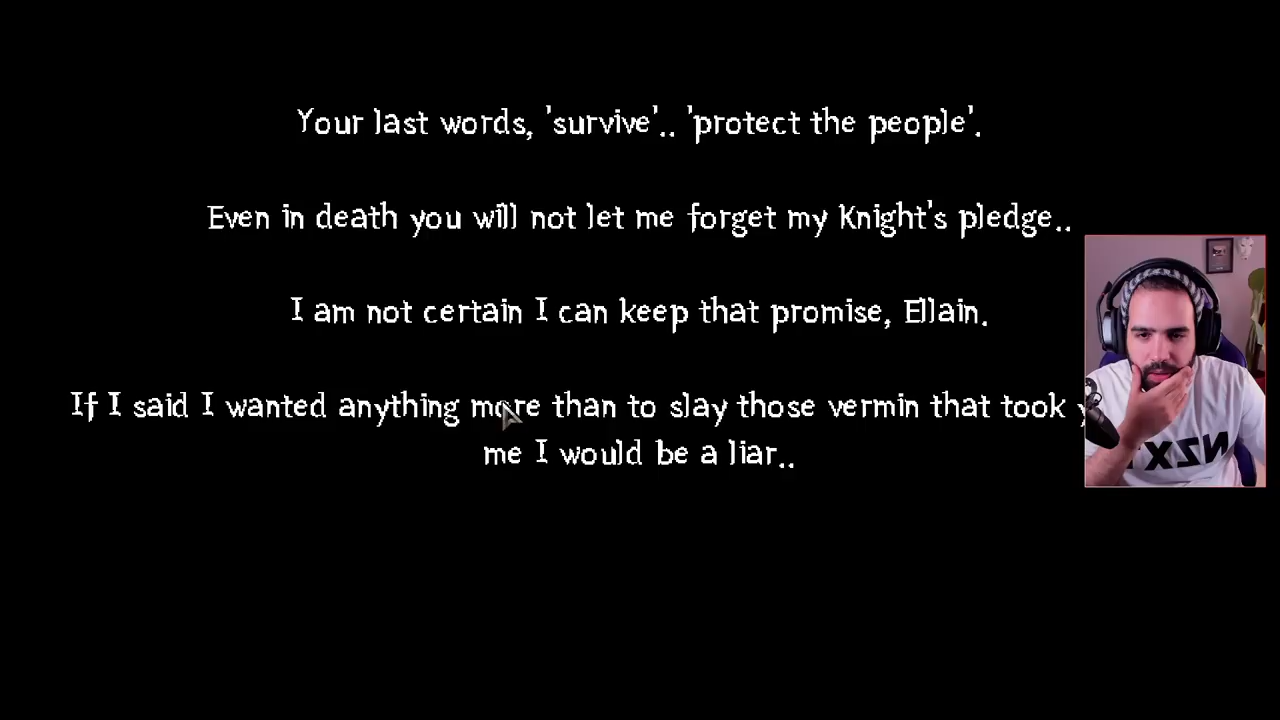 Your last words, 'survive'.. 'protect the people'.
Even in death you will not let me forget my Knight's pledge..
I am not certain I can keep that promise, Ellain.
If I said I wanted anything more than to slay those vermin that took
me I would be a liar..